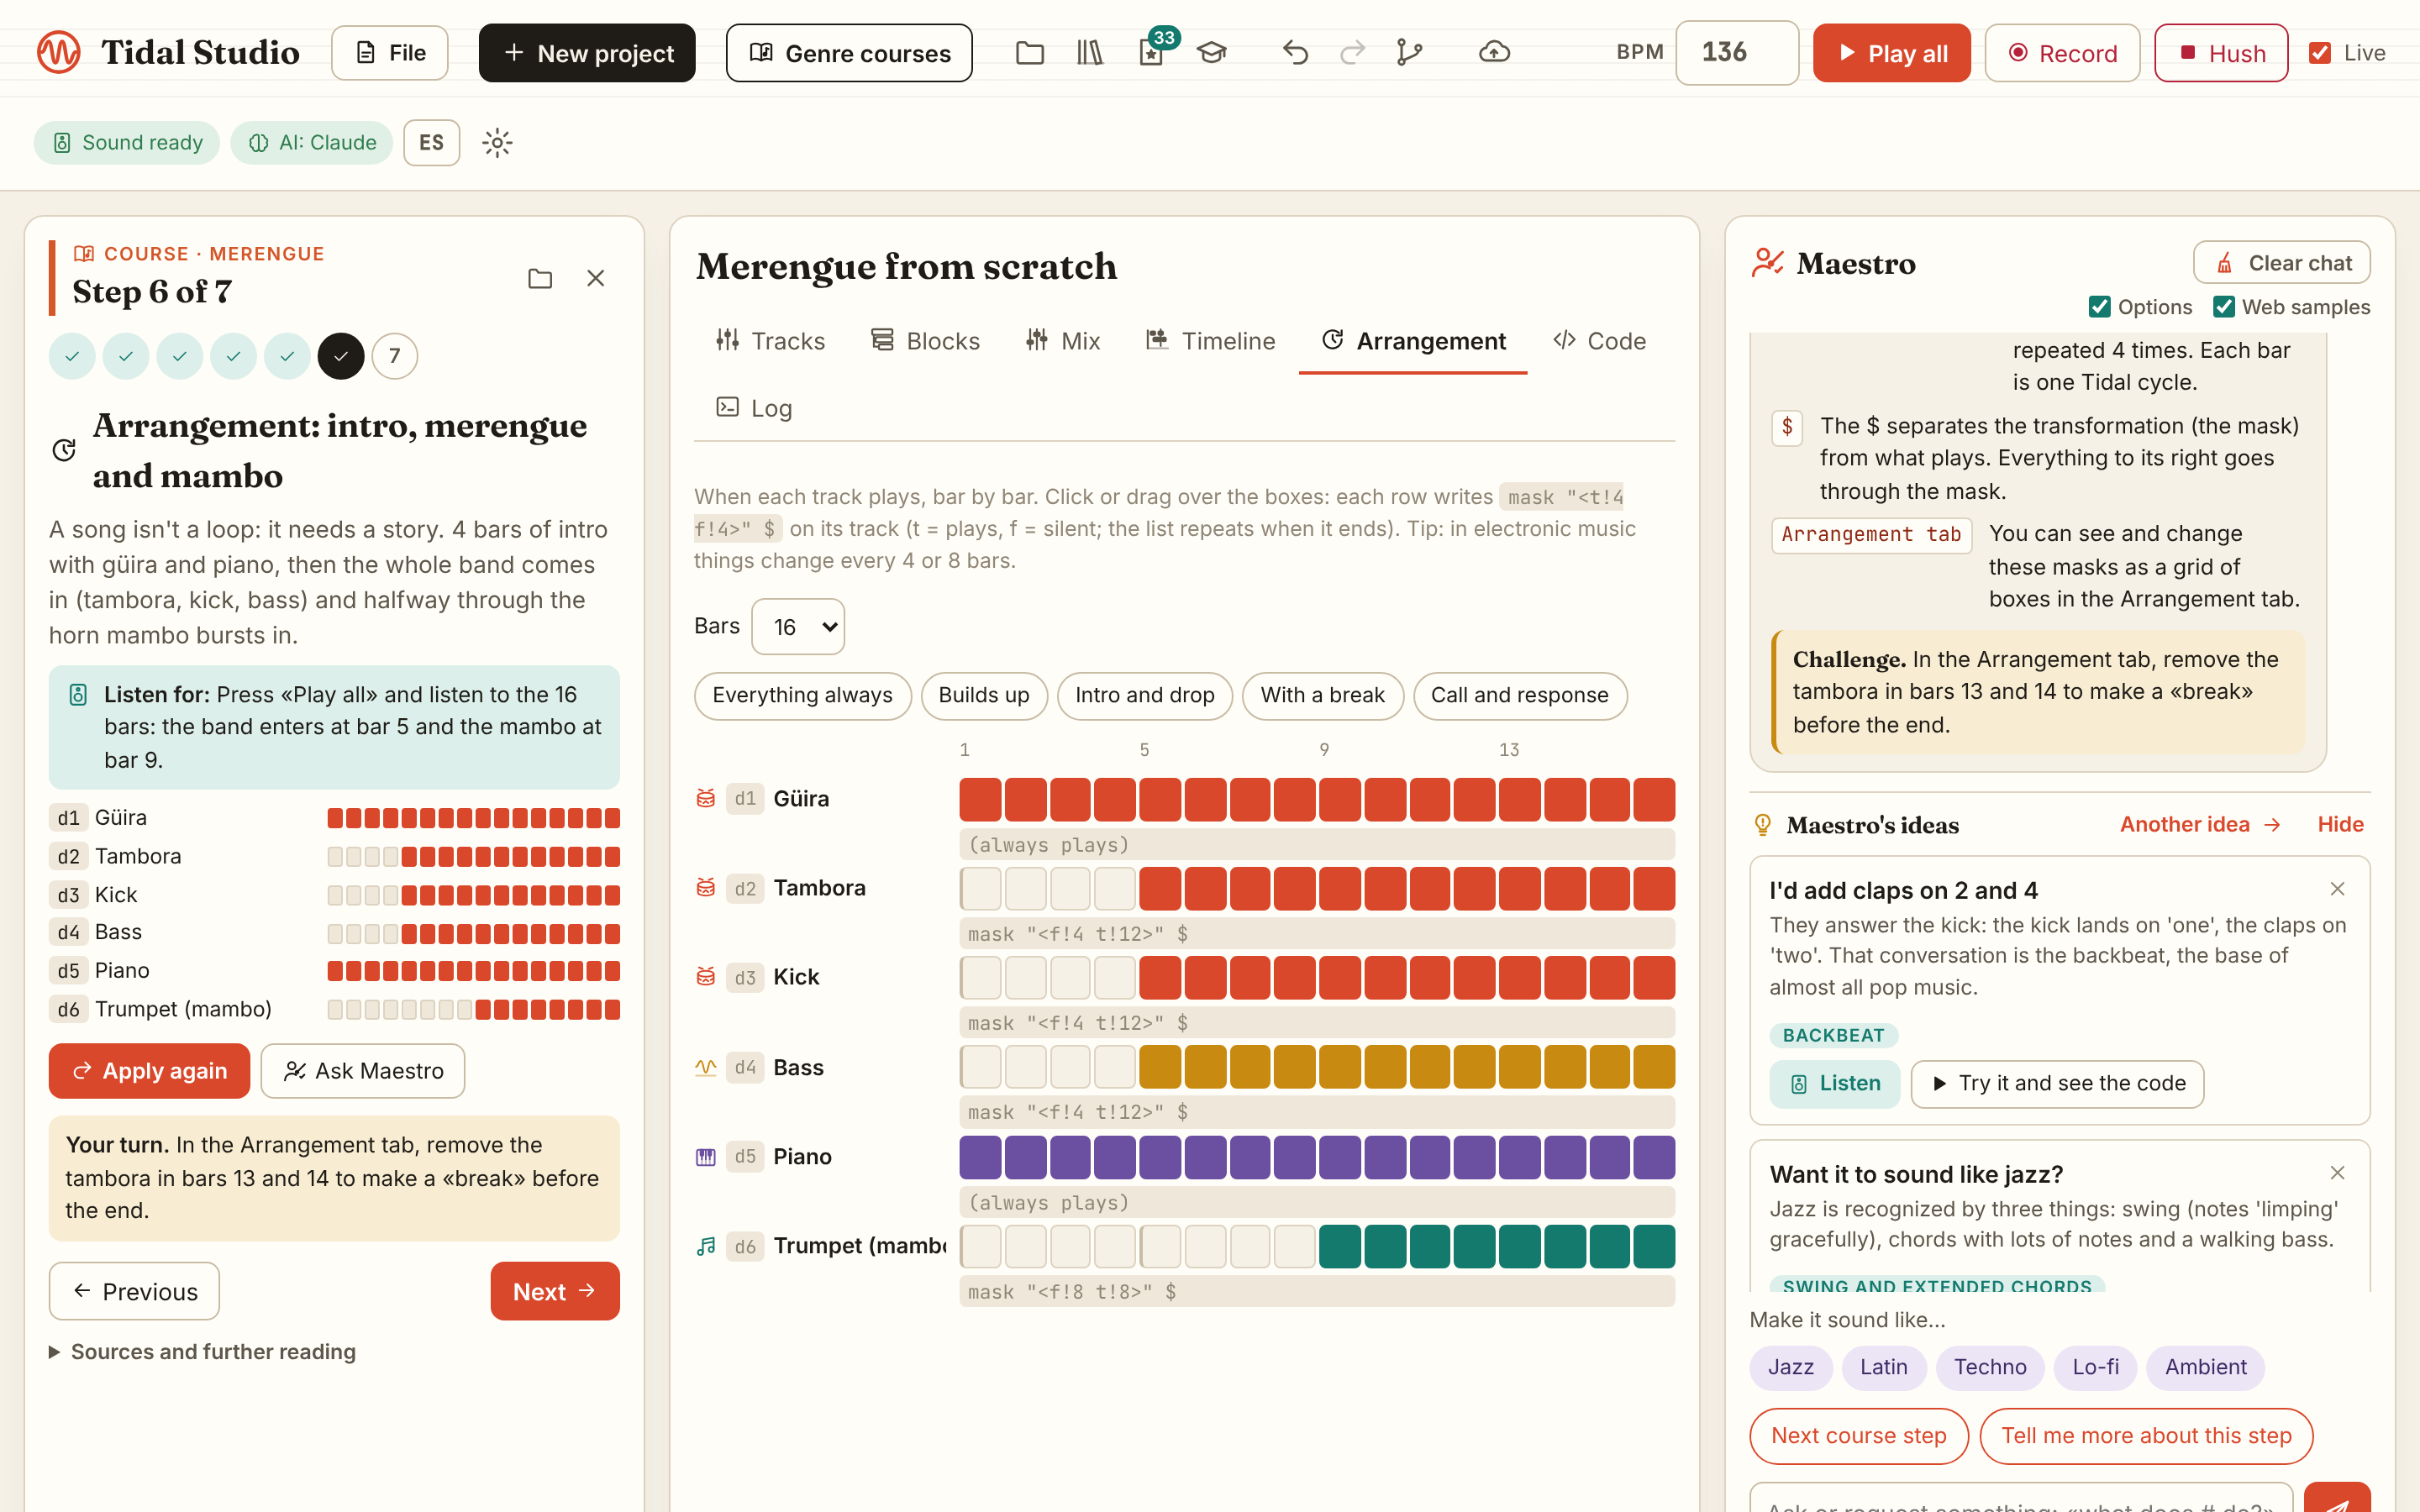 Tidal Studio
File
New project
Genre courses
33
BPM
136
Play all
Record
Hush
Live
Sound ready
AI: Claude
ES
COURSE · MERENGUE
Step 6 of 7
7
Arrangement: intro, merengue
and mambo
A song isn't a loop: it needs a story. 4 bars of intro
with güira and piano, then the whole band comes
in (tambora, kick, bass) and halfway through the
horn mambo bursts in.
Listen for: Press «Play all» and listen to the 16
bars: the band enters at bar 5 and the mambo at
bar 9.
d1 Güira
d2 Tambora
d3 Kick
d4 Bass
d5 Piano
d6 Trumpet (mambo)
Apply again
Ask Maestro
Your turn. In the Arrangement tab, remove the
tambora in bars 13 and 14 to make a «break» before
the end.
Previous
Next
Sources and further reading
Merengue from scratch
Tracks
Blocks
Mix
Timeline
Arrangement
Code
Log
When each track plays, bar by bar. Click or drag over the boxes: each row writes mask "<t!4
f!4>" $ on its track (t = plays, f = silent; the list repeats when it ends). Tip: in electronic music
things change every 4 or 8 bars.
Bars 16
Everything always
Builds up
Intro and drop
With a break
Call and response
1 5 9 13
d1 Güira
(always plays)
d2 Tambora
mask "<f!4 t!12>" $
d3 Kick
mask "<f!4 t!12>" $
d4 Bass
mask "<f!4 t!12>" $
d5 Piano
(always plays)
d6 Trumpet (mambo
mask "<f!8 t!8>" $
Maestro
Clear chat
Options
Web samples
repeated 4 times. Each bar
is one Tidal cycle.
$ The $ separates the transformation (the mask)
from what plays. Everything to its right goes
through the mask.
Arrangement tab You can see and change
these masks as a grid of
boxes in the Arrangement tab.
Challenge. In the Arrangement tab, remove the
tambora in bars 13 and 14 to make a «break»
before the end.
Maestro's ideas
Another idea
Hide
I'd add claps on 2 and 4
They answer the kick: the kick lands on 'one', the claps on
'two'. That conversation is the backbeat, the base of
almost all pop music.
BACKBEAT
Listen
Try it and see the code
Want it to sound like jazz?
Jazz is recognized by three things: swing (notes 'limping'
gracefully), chords with lots of notes and a walking bass.
SWING AND EXTENDED CHORDS
Make it sound like...
Jazz
Latin
Techno
Lo-fi
Ambient
Next course step
Tell me more about this step
Ask or request something: «what does # do?»